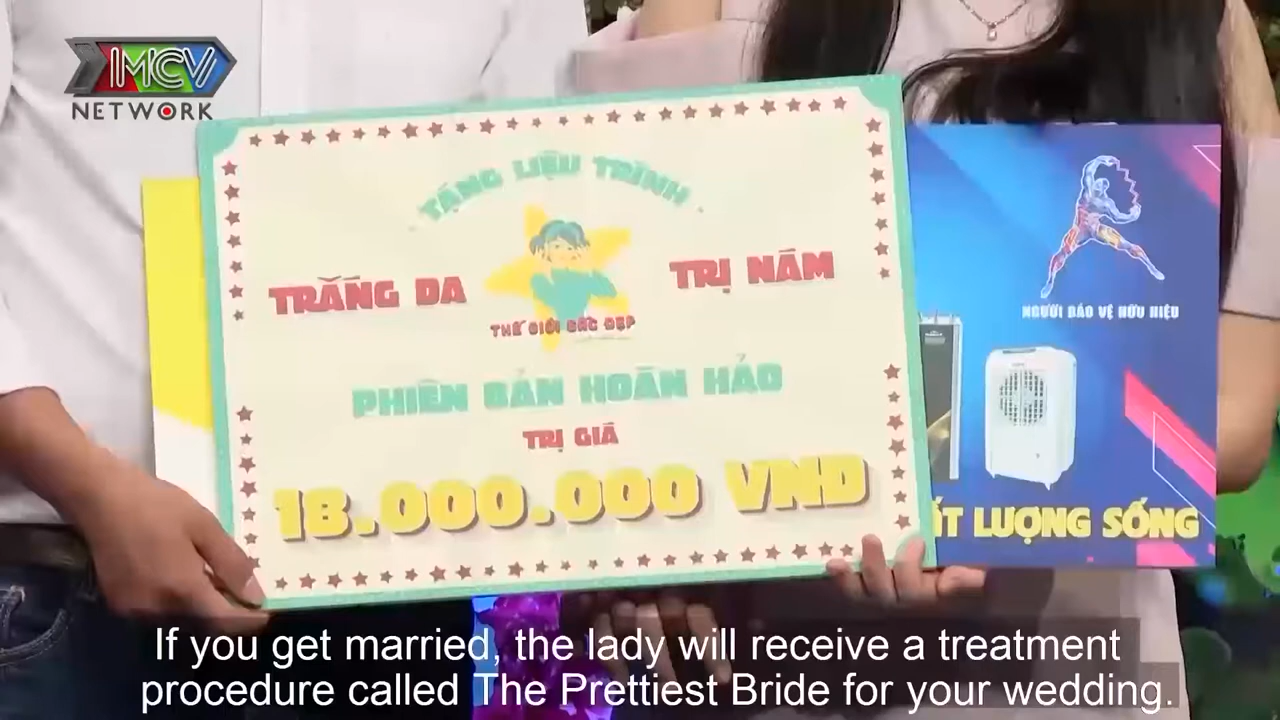 MCV
NETWORK
TẶNG LIỆU TRÌNH
TRẮNG DA
TRỊ NÁM
THẾ GIỚI SẮC ĐẸP
PHIÊN BẢN HOÀN HẢO
TRỊ GIÁ
18.000.000 VND
NGƯỜI BẢO VỆ HỮU HIỆU
ẤT LƯỢNG SỐNG
If you get married, the lady will receive a treatment
procedure called The Prettiest Bride for your wedding.